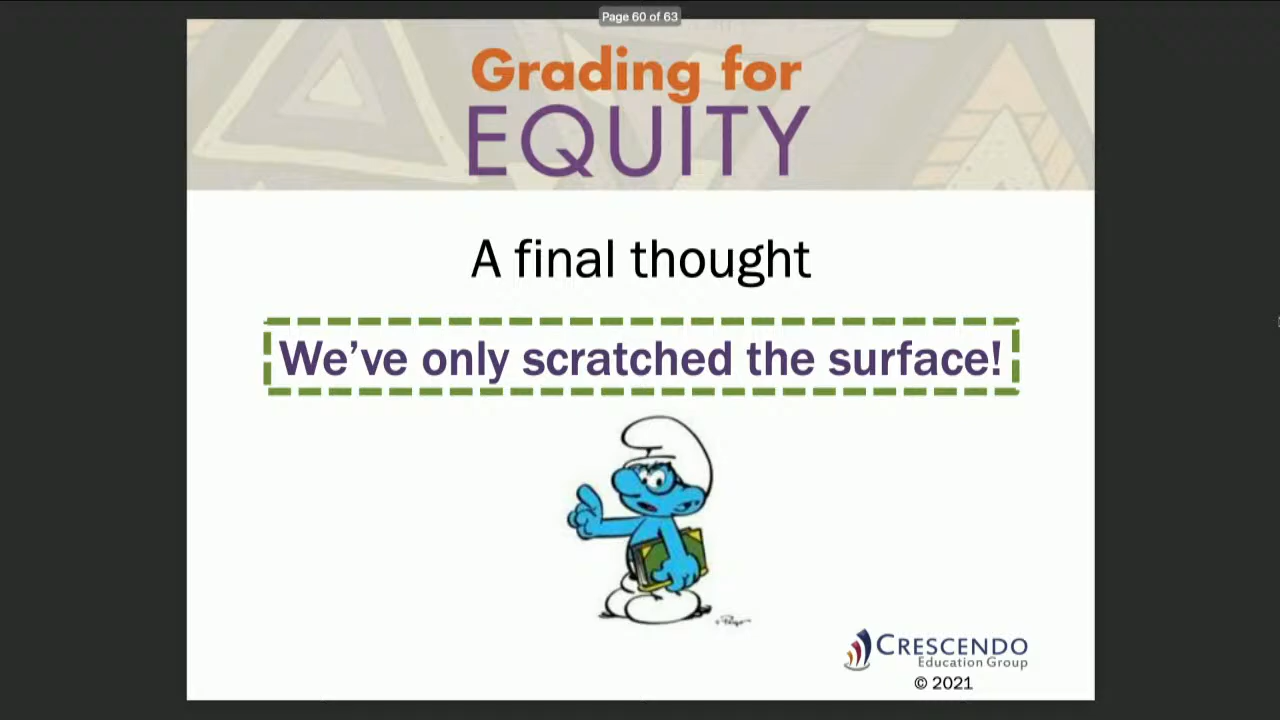 Page 60 of 63
Grading for
EQUITY
A final thought
We've only scratched the surface!
CRESCENDO
Education Group
© 2021